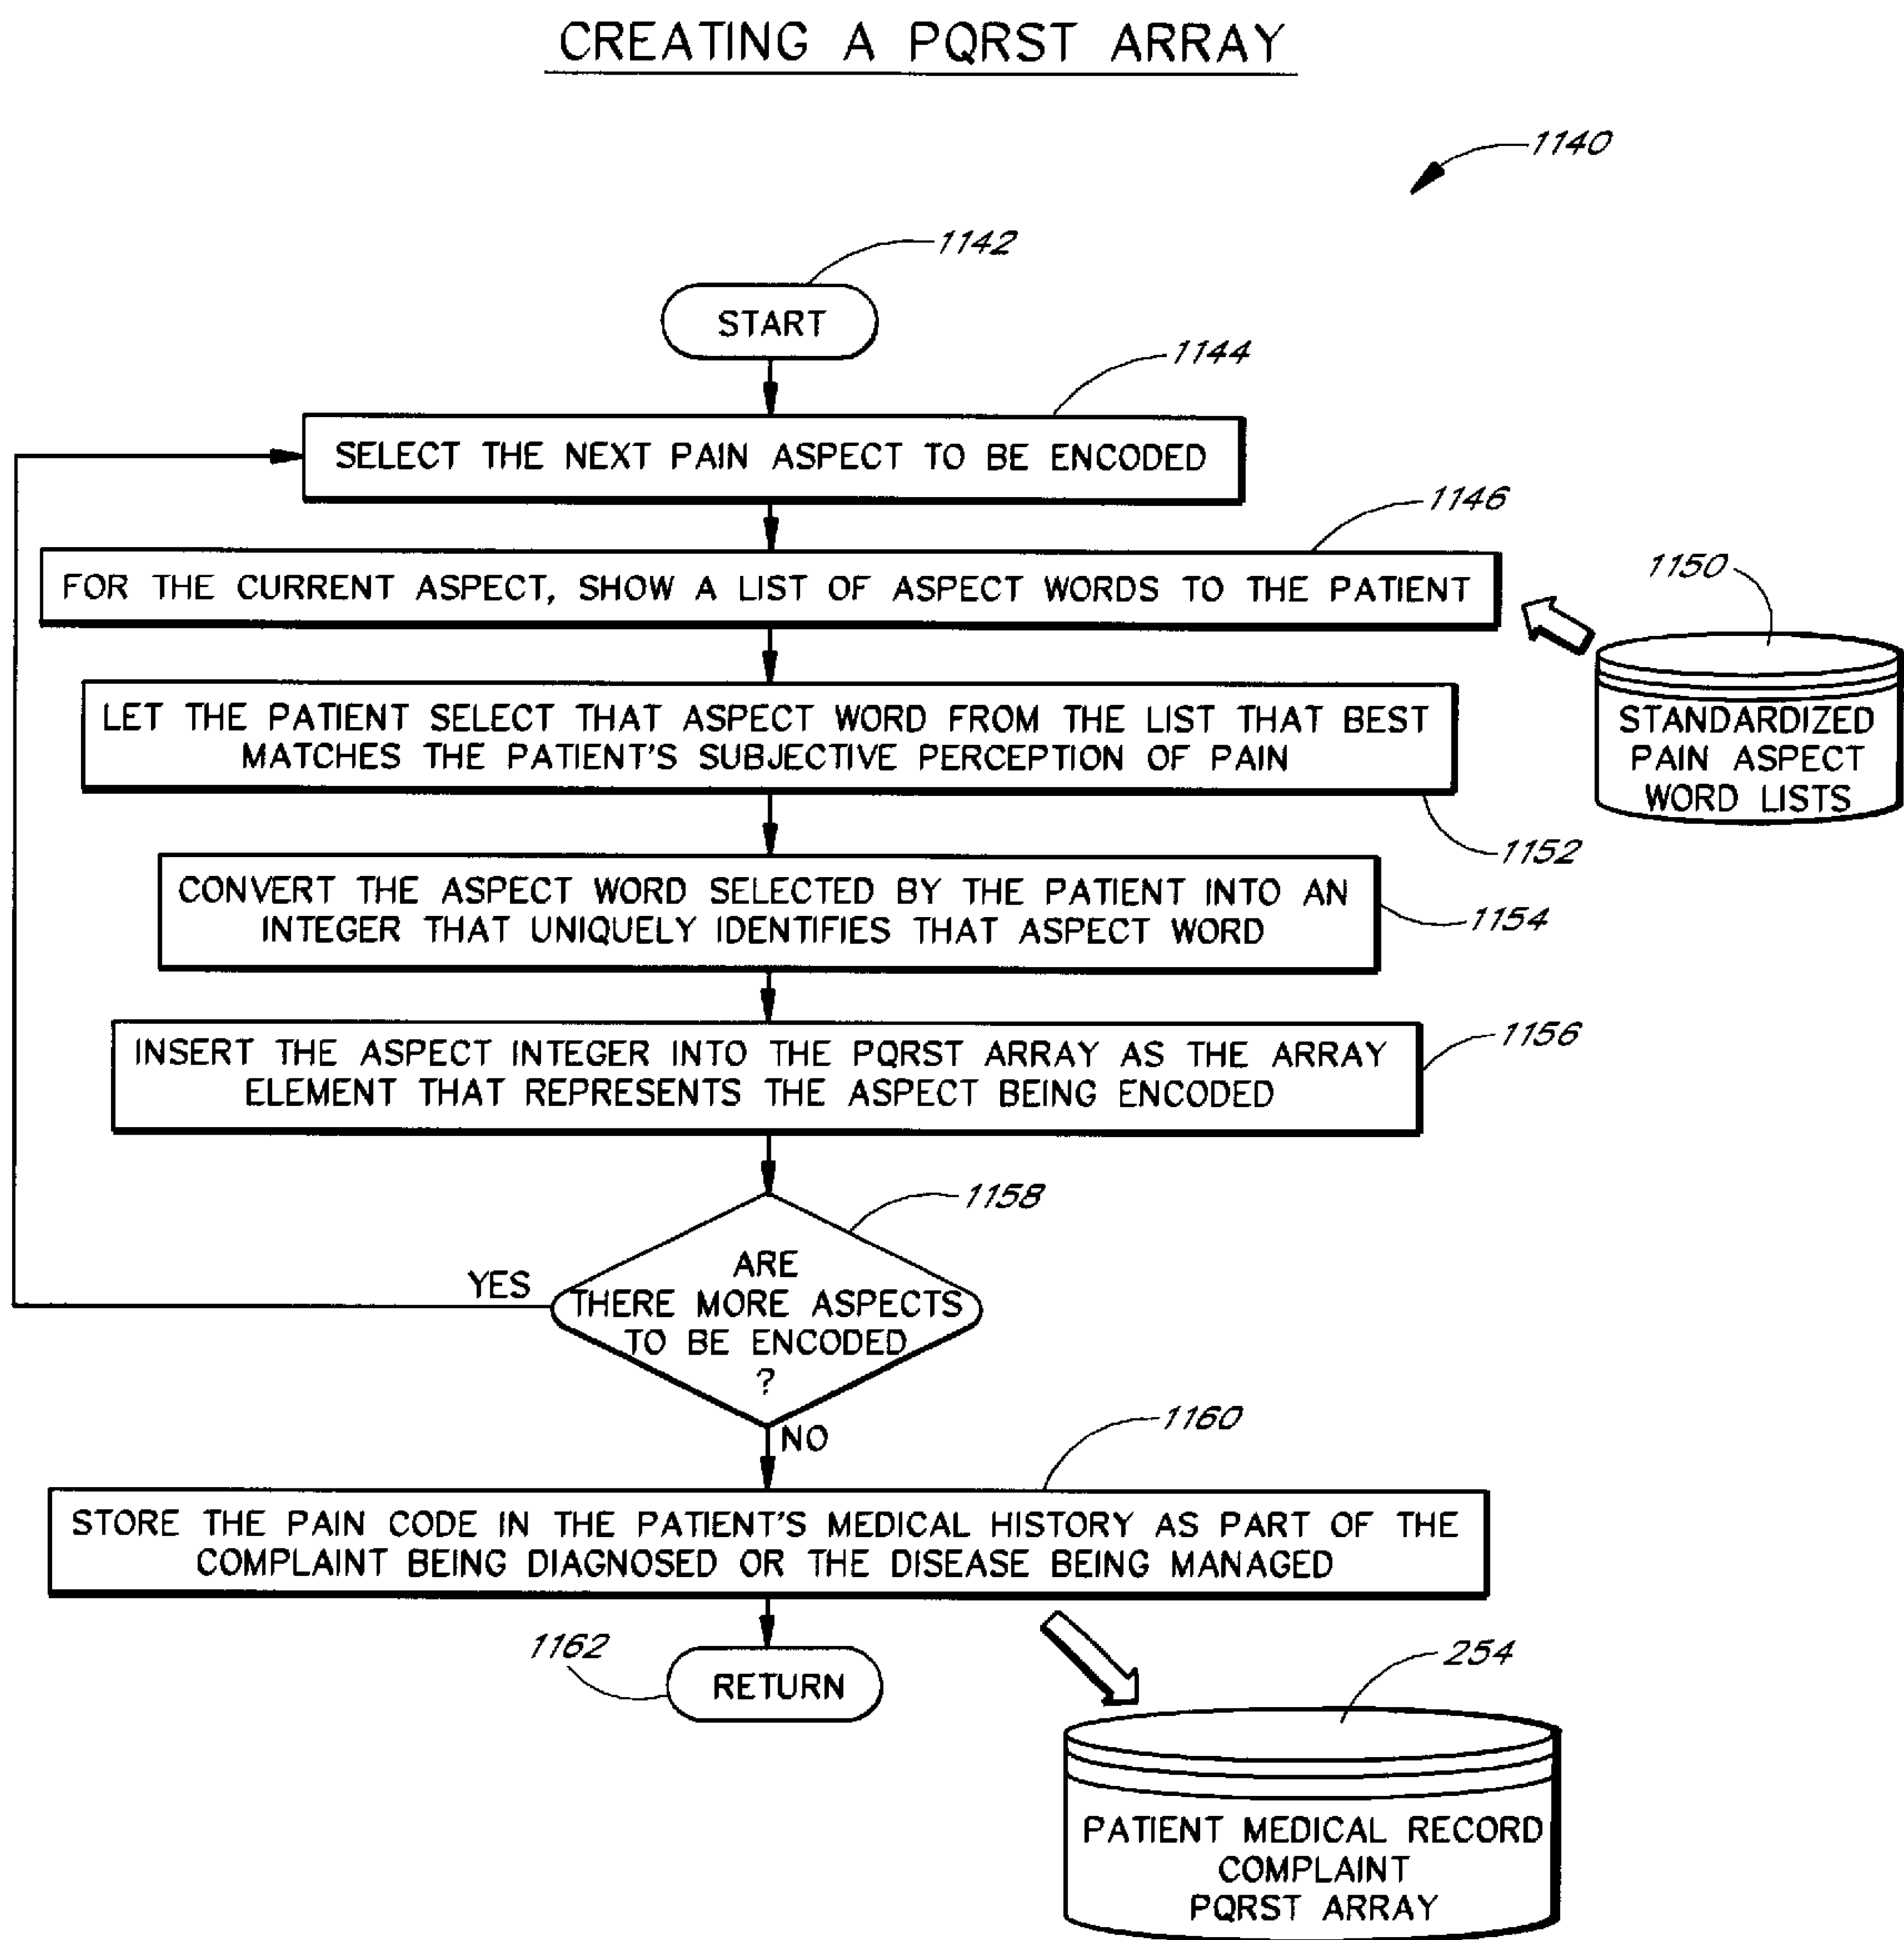 CREATING A PQRST ARRAY
1140
1142
START
1144
SELECT THE NEXT PAIN ASPECT TO BE ENCODED
1146
FOR THE CURRENT ASPECT, SHOW A LIST OF ASPECT WORDS TO THE PATIENT
1150
STANDARDIZED
PAIN ASPECT
WORD LISTS
LET THE PATIENT SELECT THAT ASPECT WORD FROM THE LIST THAT BEST
MATCHES THE PATIENT'S SUBJECTIVE PERCEPTION OF PAIN
1152
CONVERT THE ASPECT WORD SELECTED BY THE PATIENT INTO AN
INTEGER THAT UNIQUELY IDENTIFIES THAT ASPECT WORD
1154
INSERT THE ASPECT INTEGER INTO THE PQRST ARRAY AS THE ARRAY
ELEMENT THAT REPRESENTS THE ASPECT BEING ENCODED
1156
1158
ARE
THERE MORE ASPECTS
TO BE ENCODED
?
YES
NO
1160
STORE THE PAIN CODE IN THE PATIENT'S MEDICAL HISTORY AS PART OF THE
COMPLAINT BEING DIAGNOSED OR THE DISEASE BEING MANAGED
1162
RETURN
254
PATIENT MEDICAL RECORD
COMPLAINT
PQRST ARRAY